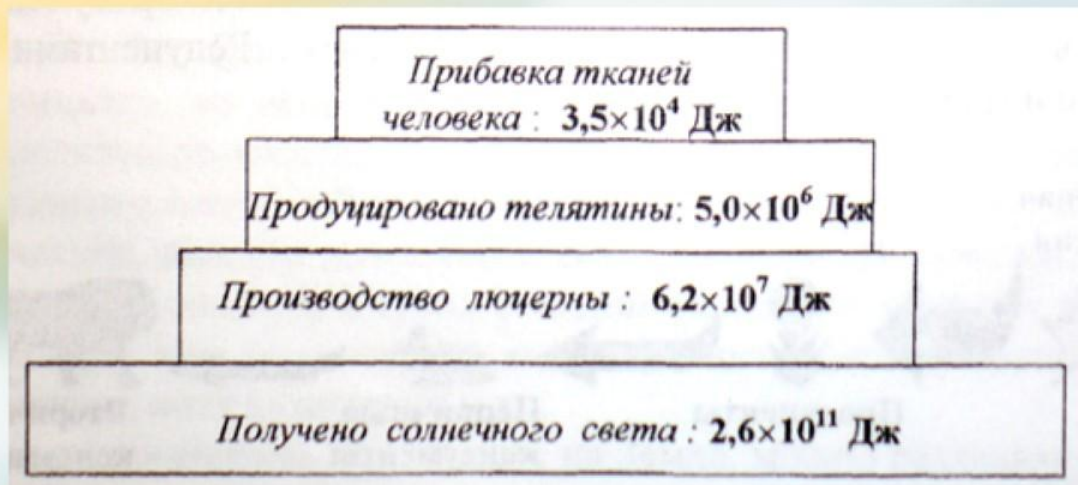 Прибавка тканей
человека : 3,5×10⁴ Дж
Продуцировано телятины: 5,0×10⁶ Дж
Производство люцерны : 6,2×10⁷ Дж
Получено солнечного света : 2,6×10¹¹ Дж